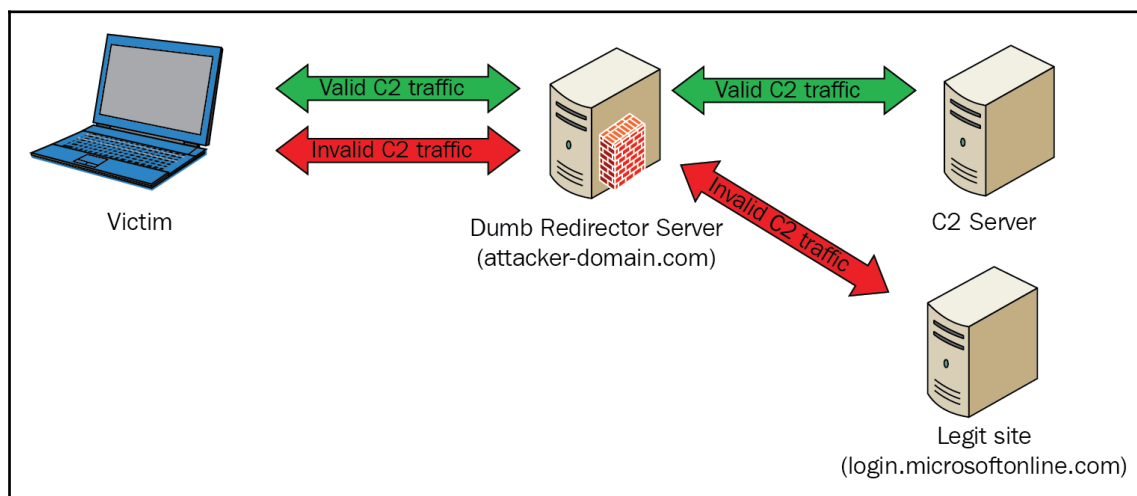 Valid C2 traffic
Valid C2 traffic
Invalid C2 traffic
Invalid C2 traffic
Victim
Dumb Redirector Server
(attacker-domain.com)
C2 Server
Legit site
(login.microsoftonline.com)